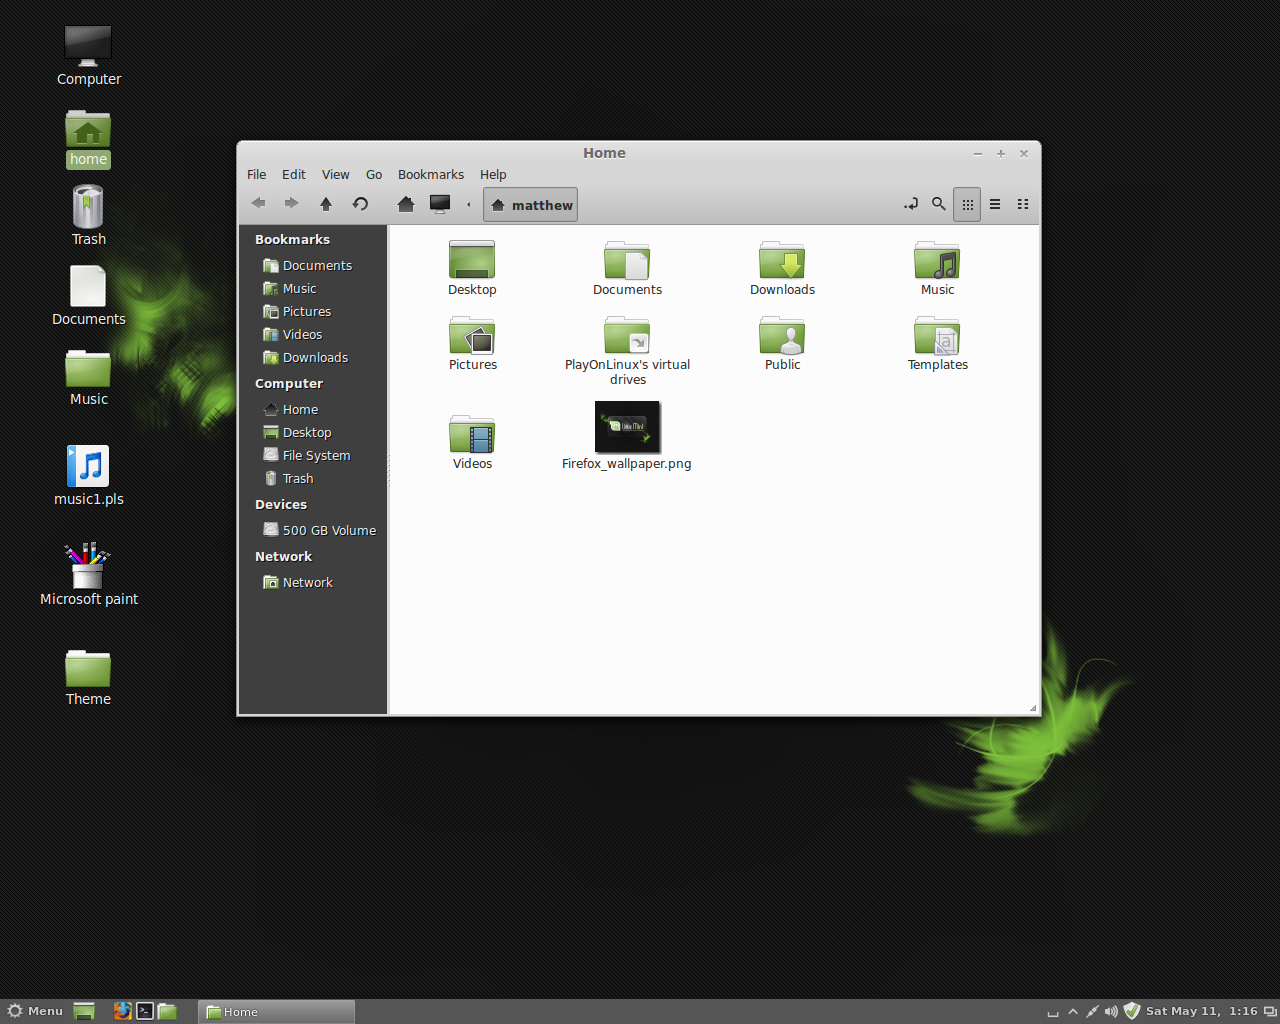 Computer
home
Trash
Documents
Music
music1.pls
Microsoft paint
Theme
Home
File Edit View Go Bookmarks Help
matthew
Bookmarks
Documents
Music
Pictures
Videos
Downloads
Computer
Home
Desktop
File System
Trash
Devices
500 GB Volume
Network
Network
Desktop
Documents
Downloads
Music
Pictures
PlayOnLinux's virtual
drives
Public
Templates
Videos
Linux Mint
Firefox_wallpaper.png
Menu
Home
Sat May 11, 1:16